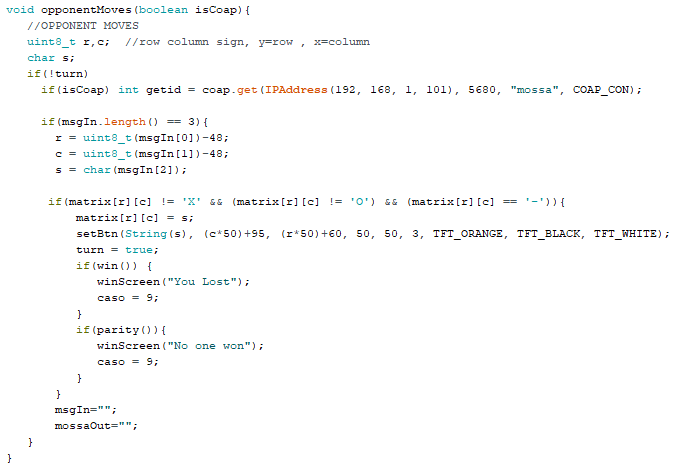 void opponentMoves(boolean isCoap){
//OPPONENT MOVES
uint8_t r,c; //row column sign, y=row , x=column
char s;
if(!turn)
if(isCoap) int getid = coap.get(IPAddress(192, 168, 1, 101), 5680, "mossa", COAP_CON);
if(msgIn.length() == 3){
r = uint8_t(msgIn[0])-48;
c = uint8_t(msgIn[1])-48;
s = char(msgIn[2]);
if(matrix[r][c] != 'X' && (matrix[r][c] != 'O') && (matrix[r][c] == '-')){
matrix[r][c] = s;
setBtn(String(s), (c*50)+95, (r*50)+60, 50, 50, 3, TFT_ORANGE, TFT_BLACK, TFT_WHITE);
turn = true;
if(win()) {
winScreen("You Lost");
caso = 9;
}
if(parity()){
winScreen("No one won");
caso = 9;
}
}
msgIn="";
mossaOut="";
}
}